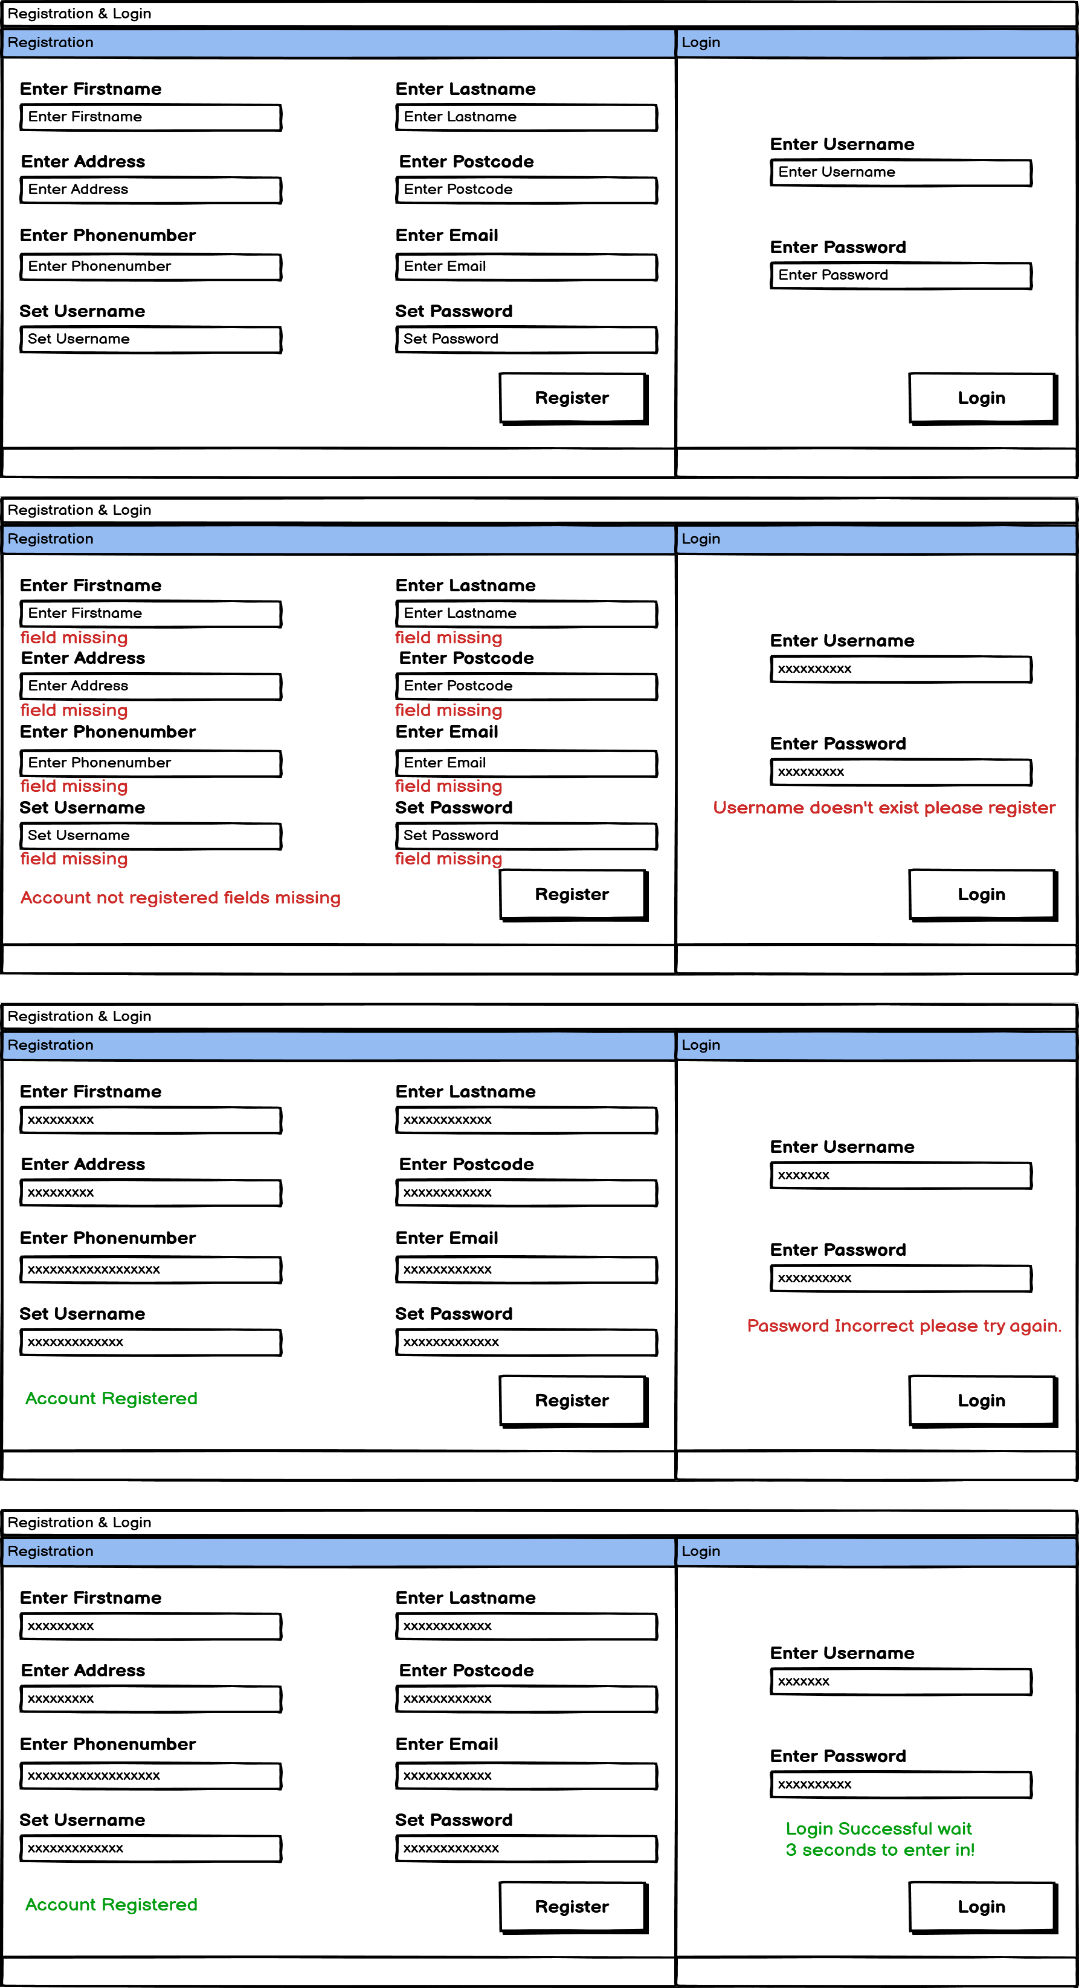 Registration & Login
Registration
Login
Enter Firstname
Enter Lastname
Enter Firstname
Enter Lastname
Enter Username
Enter Address
Enter Postcode
Enter Username
Enter Address
Enter Postcode
Enter Phonenumber
Enter Email
Enter Password
Enter Phonenumber
Enter Email
Enter Password
Set Username
Set Password
Set Username
Set Password
Register
Login
Registration & Login
Registration
Login
Enter Firstname
Enter Lastname
Enter Firstname
Enter Lastname
field missing
field missing
Enter Username
Enter Address
Enter Postcode
xxxxxxxxxx
Enter Address
Enter Postcode
field missing
field missing
Enter Phonenumber
Enter Email
Enter Password
Enter Phonenumber
Enter Email
xxxxxxxxx
field missing
field missing
Set Username
Set Password
Username doesn't exist please register
Set Username
Set Password
field missing
field missing
Account not registered fields missing
Register
Login
Registration & Login
Registration
Login
Enter Firstname
Enter Lastname
xxxxxxxxx
xxxxxxxxxxxx
Enter Username
Enter Address
Enter Postcode
xxxxxxx
xxxxxxxxx
xxxxxxxxxxxx
Enter Phonenumber
Enter Email
Enter Password
xxxxxxxxxxxxxxxxxx
xxxxxxxxxxxx
xxxxxxxxxx
Set Username
Set Password
Password Incorrect please try again.
xxxxxxxxxxxxx
xxxxxxxxxxxxx
Account Registered
Register
Login
Registration & Login
Registration
Login
Enter Firstname
Enter Lastname
xxxxxxxxx
xxxxxxxxxxxx
Enter Username
Enter Address
Enter Postcode
xxxxxxx
xxxxxxxxx
xxxxxxxxxxxx
Enter Phonenumber
Enter Email
Enter Password
xxxxxxxxxxxxxxxxxx
xxxxxxxxxxxx
xxxxxxxxxx
Set Username
Set Password
Login Successful wait
3 seconds to enter in!
xxxxxxxxxxxxx
xxxxxxxxxxxxx
Account Registered
Register
Login